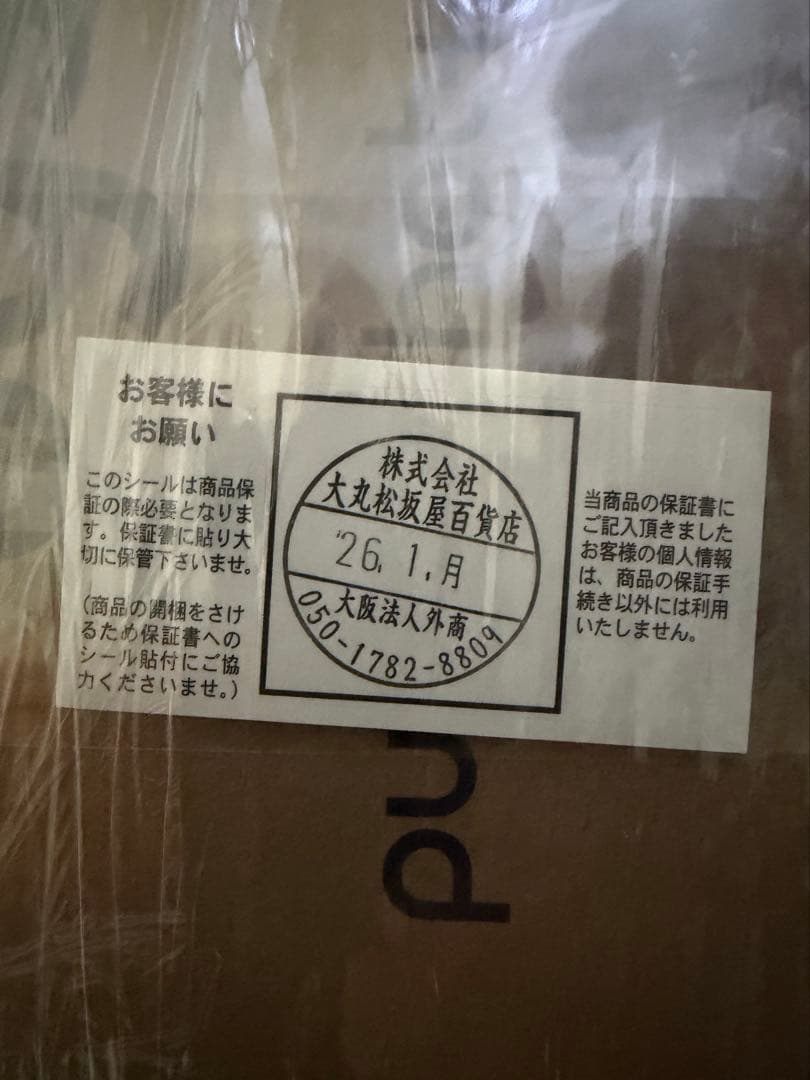 お客様に
お願い
このシールは商品保
証の際必要となりま
す。保証書に貼り大
切に保管下さいませ。
（商品の開梱をさけ
るため保証書への
シール貼付にご協
力くださいませ。）
株式会社
大丸松坂屋百貨店
'26. 1. 月
大阪法人外商
050-1782-8809
当商品の保証書に
ご記入頂きました
お客様の個人情報
は、商品の保証手
続き以外には利用
いたしません。